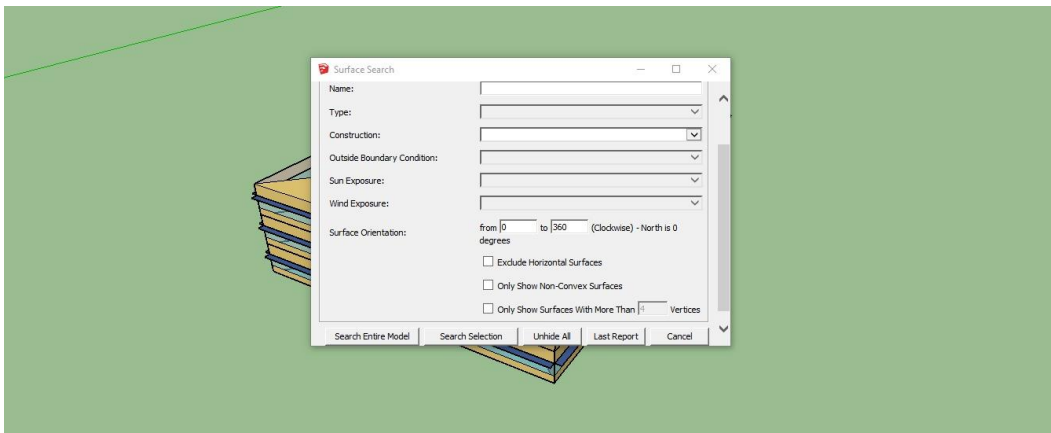 Surface Search
Name:
Type:
Construction:
Outside Boundary Condition:
Sun Exposure:
Wind Exposure:
Surface Orientation: from 0 to 360 (Clockwise) - North is 0
degrees
Exclude Horizontal Surfaces
Only Show Non-Convex Surfaces
Only Show Surfaces With More Than 4 Vertices
Search Entire Model Search Selection Unhide All Last Report Cancel